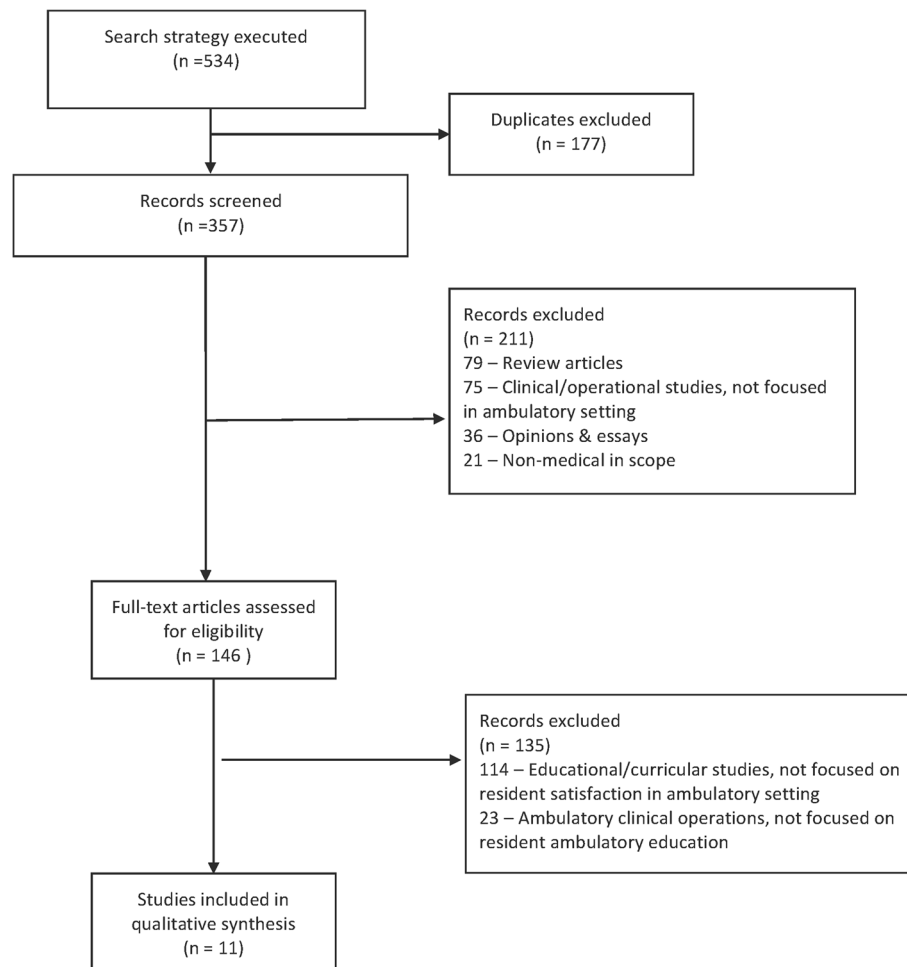 Search strategy executed
(n =534)
Duplicates excluded
(n = 177)
Records screened
(n =357)
Records excluded
(n = 211)
79 – Review articles
75 – Clinical/operational studies, not focused
in ambulatory setting
36 – Opinions & essays
21 – Non-medical in scope
Full-text articles assessed
for eligibility
(n = 146 )
Records excluded
(n = 135)
114 – Educational/curricular studies, not focused on
resident satisfaction in ambulatory setting
23 – Ambulatory clinical operations, not focused on
resident ambulatory education
Studies included in
qualitative synthesis
(n = 11)